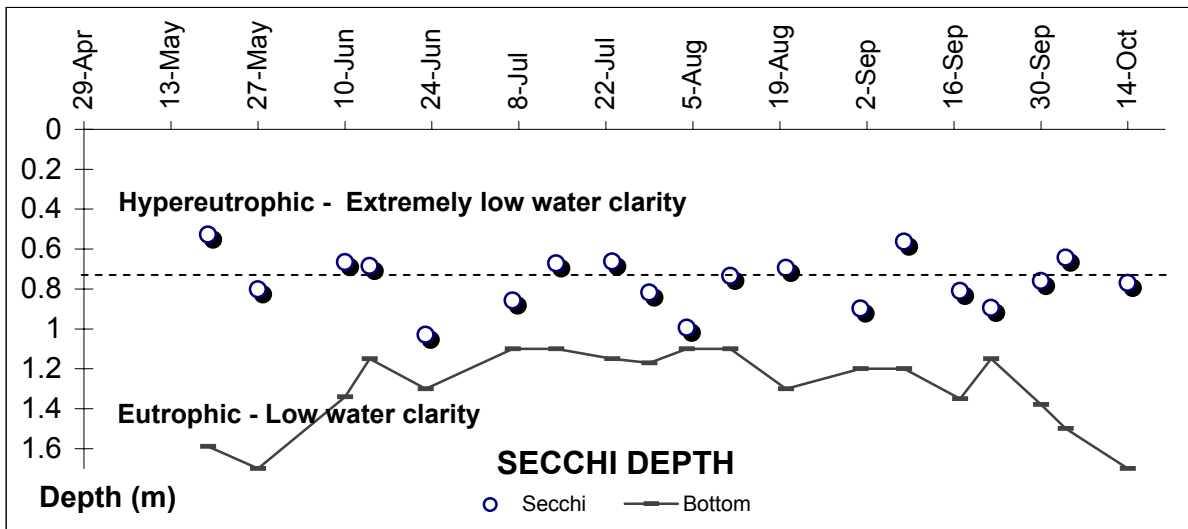 29-Apr
13-May
27-May
10-Jun
24-Jun
8-Jul
22-Jul
5-Aug
19-Aug
2-Sep
16-Sep
30-Sep
14-Oct
0
0.2
0.4
0.6
0.8
1
1.2
1.4
1.6
Hypereutrophic - Extremely low water clarity
Eutrophic - Low water clarity
SECCHI DEPTH
Depth (m)
Secchi
Bottom